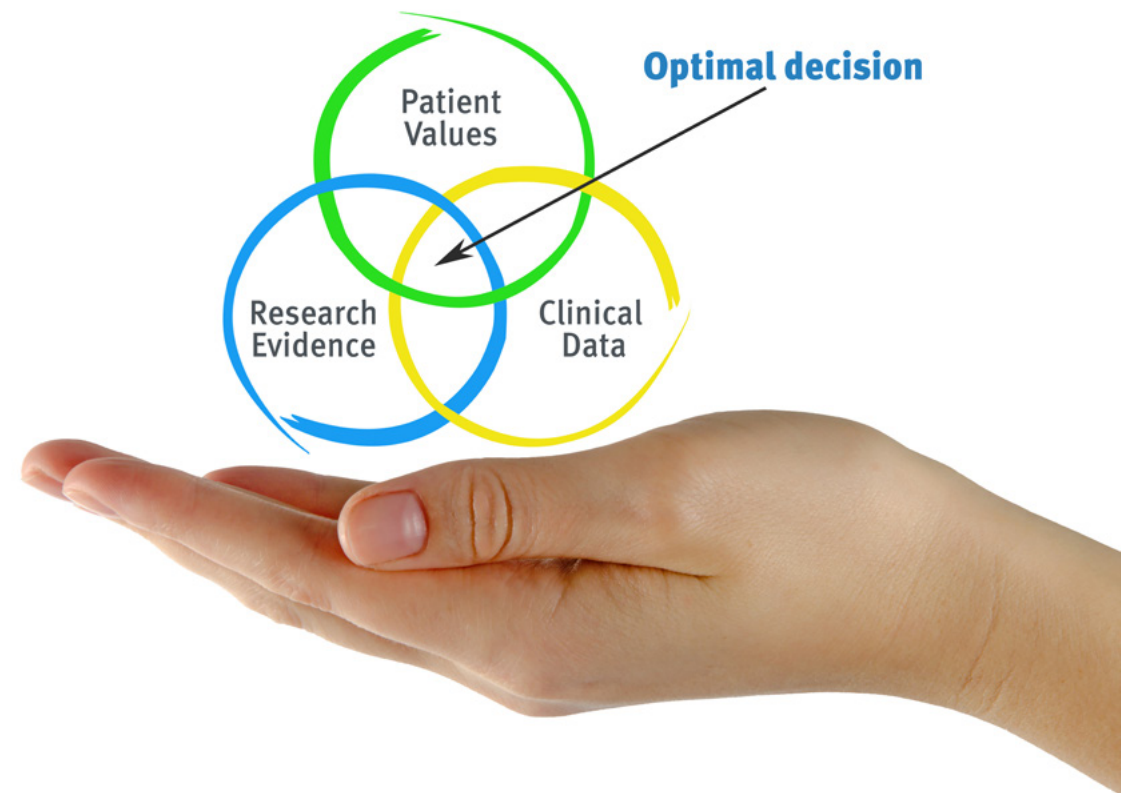 Optimal decision
Patient
Values
Research
Evidence
Clinical
Data